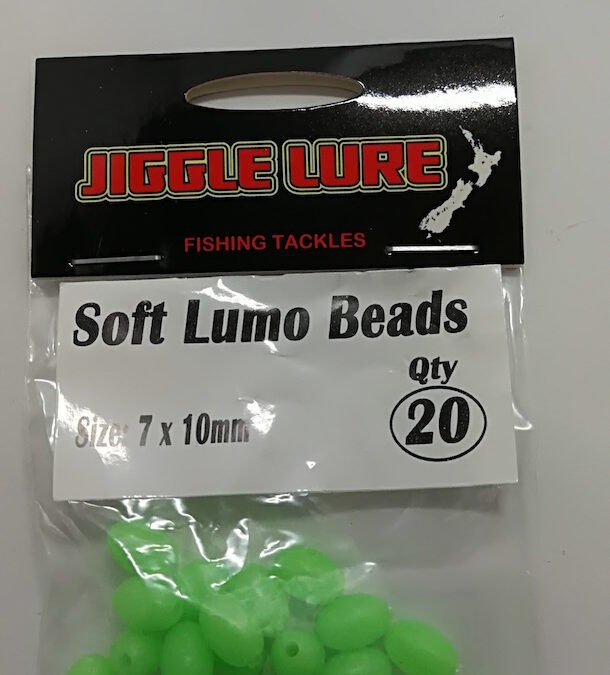 JIGGLE LURE
FISHING TACKLES
Soft Lumo Beads
Qty
Size: 7 x 10mm
20